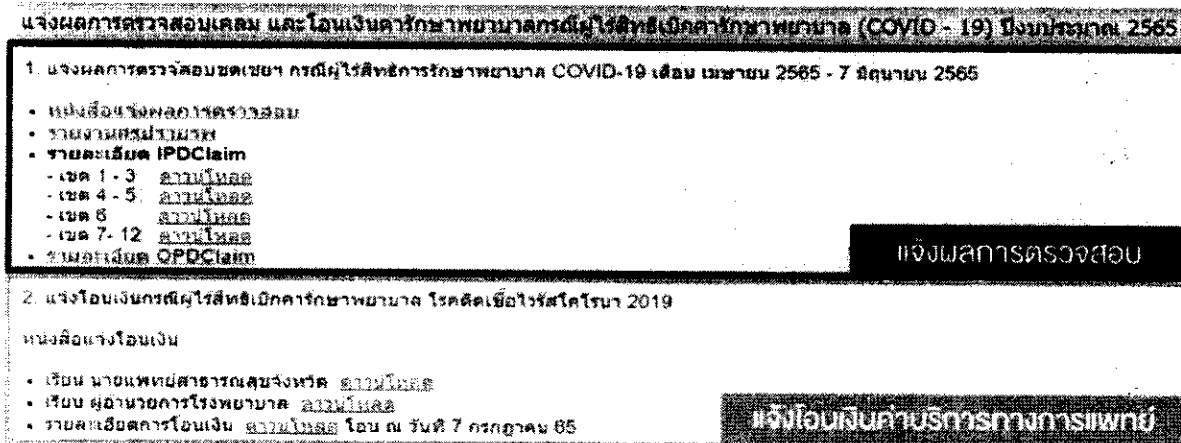 แจ้งผลการตรวจสอบเคลม และโอนเงินค่ารักษาพยาบาลกรณีผู้ไร้สิทธิเบิกค่ารักษาพยาบาล (COVID - 19) ปีงบประมาณ 2565
1. แจ้งผลการตรวจสอบชดเชยฯ กรณีผู้ไร้สิทธิการรักษาพยาบาล COVID-19 เดือน เมษายน 2565 - 7 มิถุนายน 2565
• หนังสือแจ้งผลการตรวจสอบ
• รายงานสรุปรายรพ
• รายละเอียด IPDClaim
- เขต 1 - 3 ดาวน์โหลด
- เขต 4 - 5 ดาวน์โหลด
- เขต 6 ดาวน์โหลด
- เขต 7- 12 ดาวน์โหลด
• รายละเอียด OPDClaim
แจ้งผลการตรวจสอบ
2. แจ้งโอนเงินกรณีผู้ไร้สิทธิเบิกค่ารักษาพยาบาล โรคติดเชื้อไวรัสโคโรนา 2019
หนังสือแจ้งโอนเงิน
• เรียน นายแพทย์สาธารณสุขจังหวัด ดาวน์โหลด
• เรียน ผู้อำนวยการโรงพยาบาล ดาวน์โหลด
• รายละเอียดการโอนเงิน ดาวน์โหลด โอน ณ วันที่ 7 กรกฎาคม 65
แจ้งโอนเงินค่าบริการทางการแพทย์